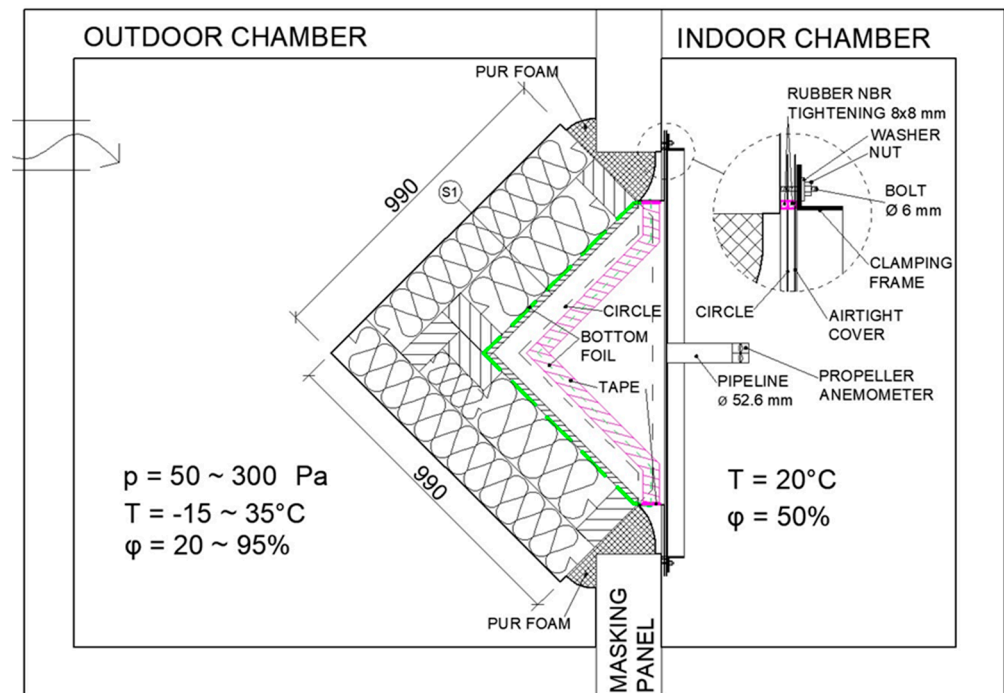 OUTDOOR CHAMBER
INDOOR CHAMBER
PUR FOAM
RUBBER NBR
TIGHTENING 8x8 mm
WASHER
NUT
BOLT
Ø 6 mm
CLAMPING
FRAME
CIRCLE
AIRTIGHT
COVER
990
S1
CIRCLE
BOTTOM
FOIL
TAPE
PIPELINE
ø 52.6 mm
PROPELLER
ANEMOMETER
p = 50 ~ 300 Pa
T = -15 ~ 35°C
φ = 20 ~ 95%
990
T = 20°C
φ = 50%
PUR FOAM
MASKING
PANEL